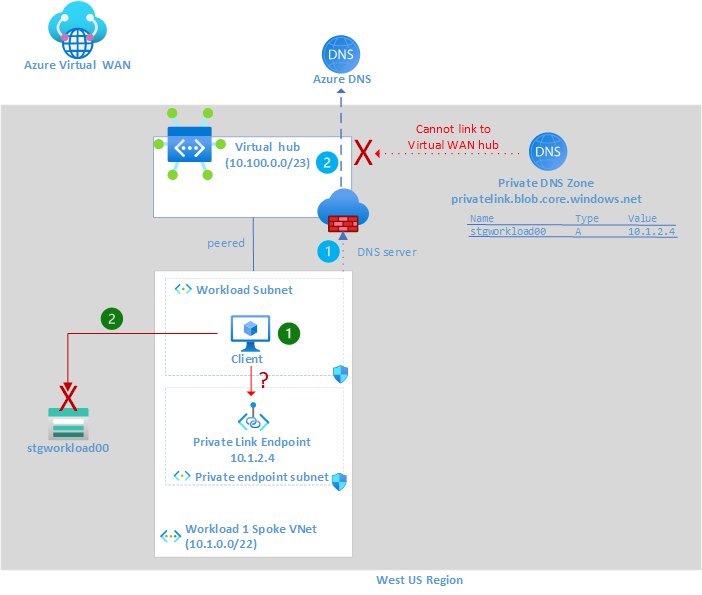 Azure Virtual WAN
DNS
Azure DNS
Virtual hub
(10.100.0.0/23)
2
X
Cannot link to
Virtual WAN hub
DNS
Private DNS Zone
privatelink.blob.core.windows.net
Name Type Value
stgworkload00 A 10.1.2.4
peered
1
DNS server
Workload Subnet
2
1
Client
?
X
stgworkload00
Private Link Endpoint
10.1.2.4
Private endpoint subnet
Workload 1 Spoke VNet
(10.1.0.0/22)
West US Region